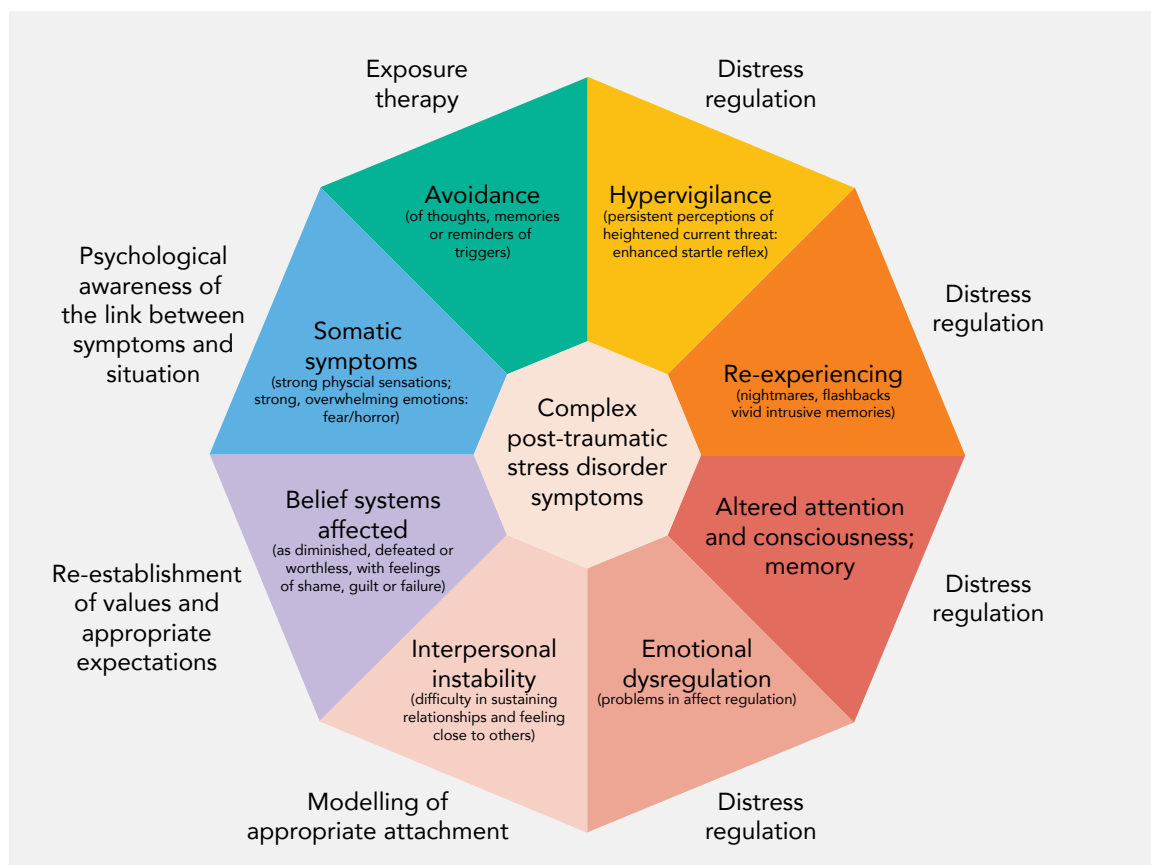 Exposure
therapy
Distress
regulation
Avoidance
(of thoughts, memories
or reminders of
triggers)
Hypervigilance
(persistent perceptions of
heightened current threat:
enhanced startle reflex)
Psychological
awareness of
the link between
symptoms and
situation
Distress
regulation
Somatic
symptoms
(strong physcial sensations;
strong, overwhelming emotions:
fear/horror)
Re-experiencing
(nightmares, flashbacks
vivid intrusive memories)
Complex
post-traumatic
stress disorder
symptoms
Belief systems
affected
(as diminished, defeated or
worthless, with feelings
of shame, guilt or failure)
Altered attention
and consciousness;
memory
Re-establishment
of values and
appropriate
expectations
Distress
regulation
Interpersonal
instability
(difficulty in sustaining
relationships and feeling
close to others)
Emotional
dysregulation
(problems in affect regulation)
Modelling of
appropriate attachment
Distress
regulation